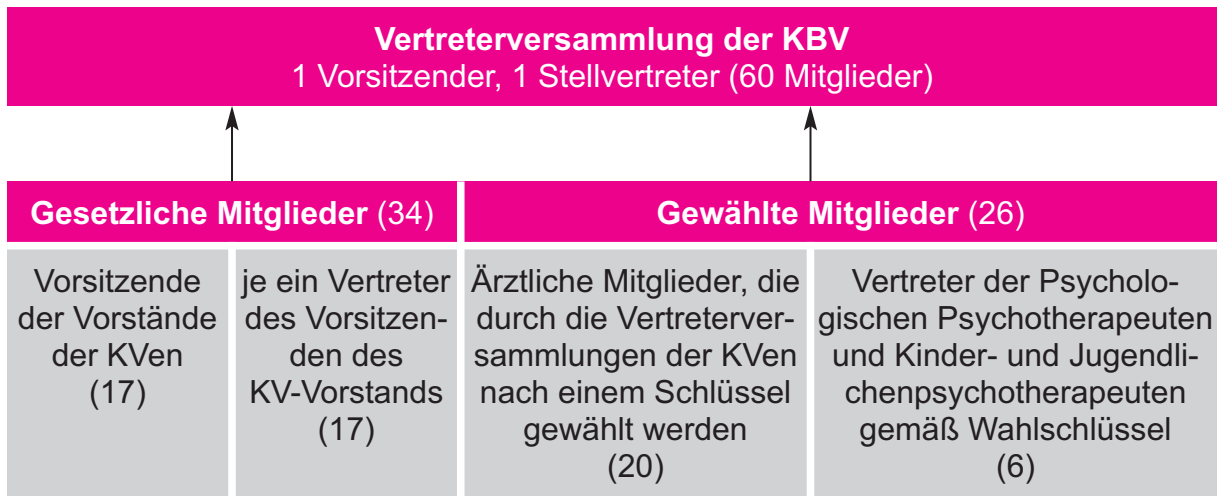 Vertreterversammlung der KBV
1 Vorsitzender, 1 Stellvertreter (60 Mitglieder)
Gesetzliche Mitglieder (34)
Gewählte Mitglieder (26)
Vorsitzende
der Vorstände
der KVen
(17)
je ein Vertreter
des Vorsitzen-
den des
KV-Vorstands
(17)
Ärztliche Mitglieder, die
durch die Vertreterver-
sammlungen der KVen
nach einem Schlüssel
gewählt werden
(20)
Vertreter der Psycholo-
gischen Psychotherapeuten
und Kinder- und Jugendli-
chenpsychotherapeuten
gemäß Wahlschlüssel
(6)